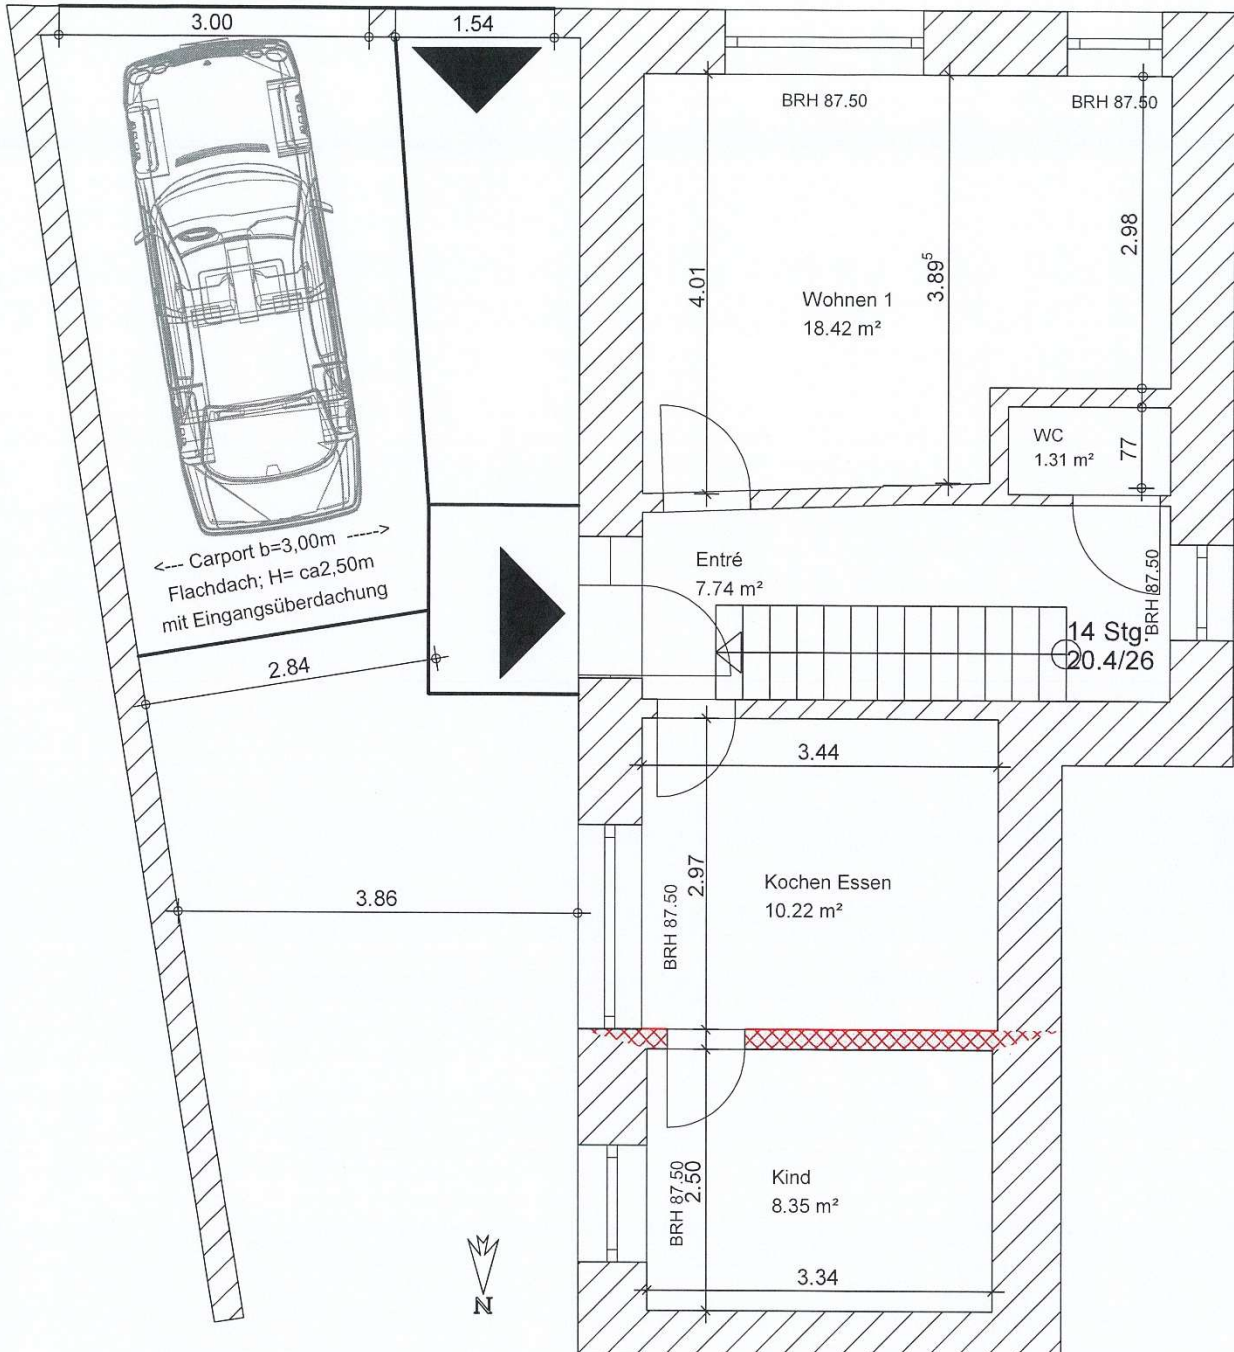 3.00
1.54
BRH 87.50
BRH 87.50
4.01
3.89⁵
2.98
Wohnen 1
18.42 m²
WC
1.31 m²
77
<--- Carport b=3,00m ----->
Flachdach; H= ca2,50m
mit Eingangsüberdachung
Entré
7.74 m²
BRH 87.50
14 Stg.
20.4/26
2.84
3.44
2.97
Kochen Essen
10.22 m²
BRH 87.50
3.86
Kind
8.35 m²
BRH 87.50
2.50
3.34
N